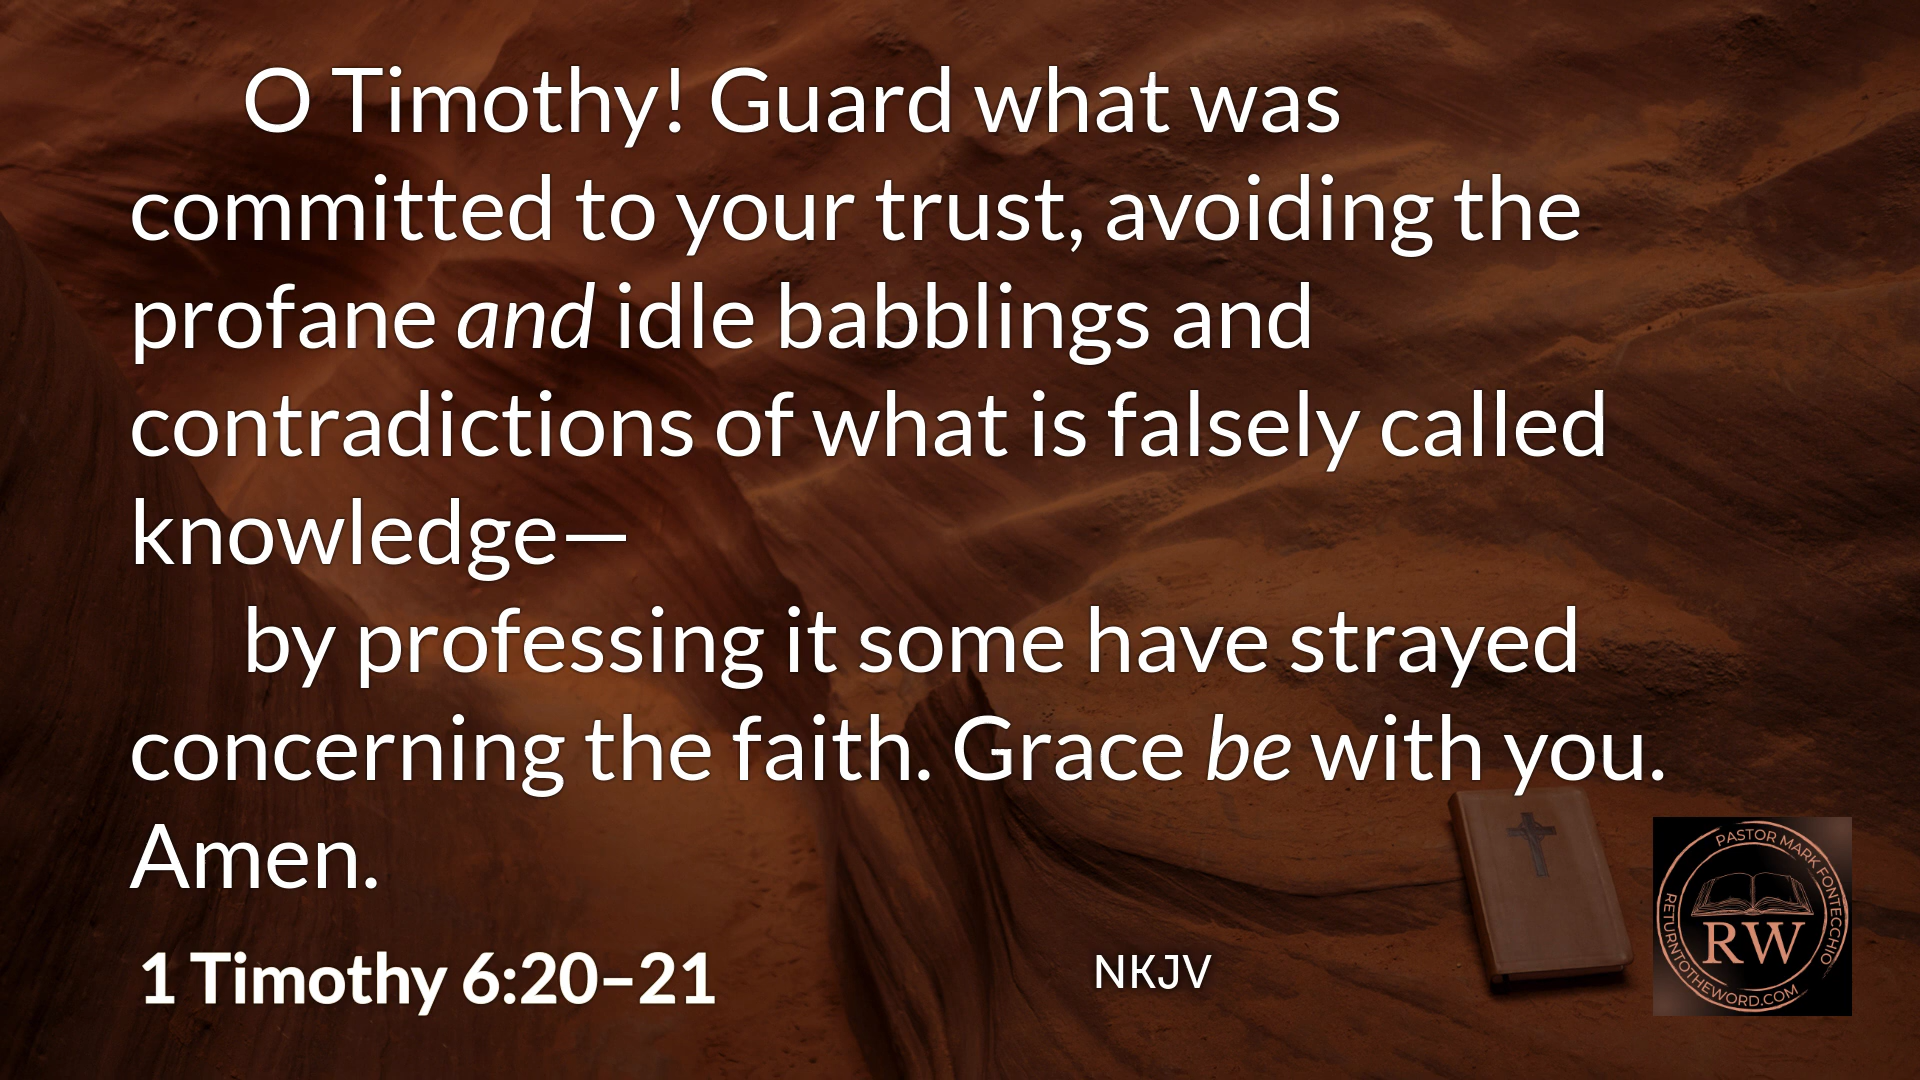 O Timothy! Guard what was
committed to your trust, avoiding the
profane and idle babblings and
contradictions of what is falsely called
knowledge—
by professing it some have strayed
concerning the faith. Grace be with you.
Amen.
1 Timothy 6:20–21
NKJV
PASTOR MARK FONTECCHIO
RW
RETURNTOTHEWORD.COM